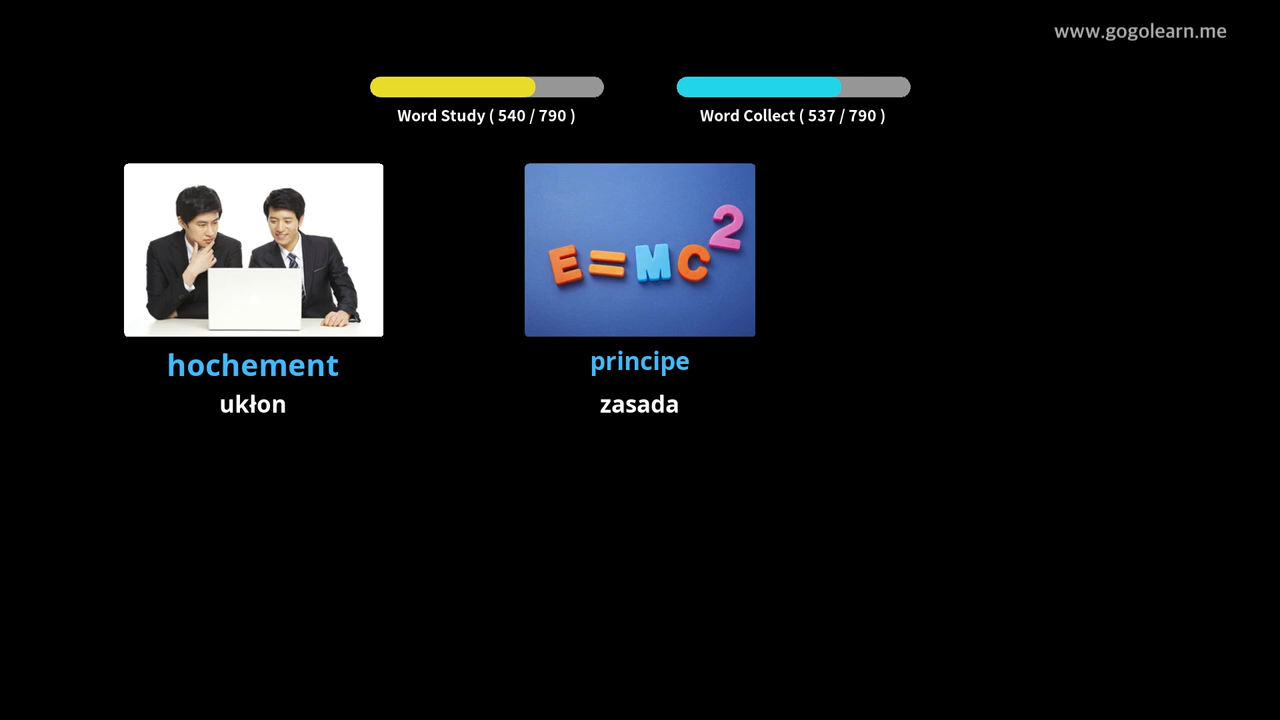 www.gogolearn.me
Word Study ( 540 / 790 )
Word Collect ( 537 / 790 )
E=MC2
hochement
principe
ukłon
zasada